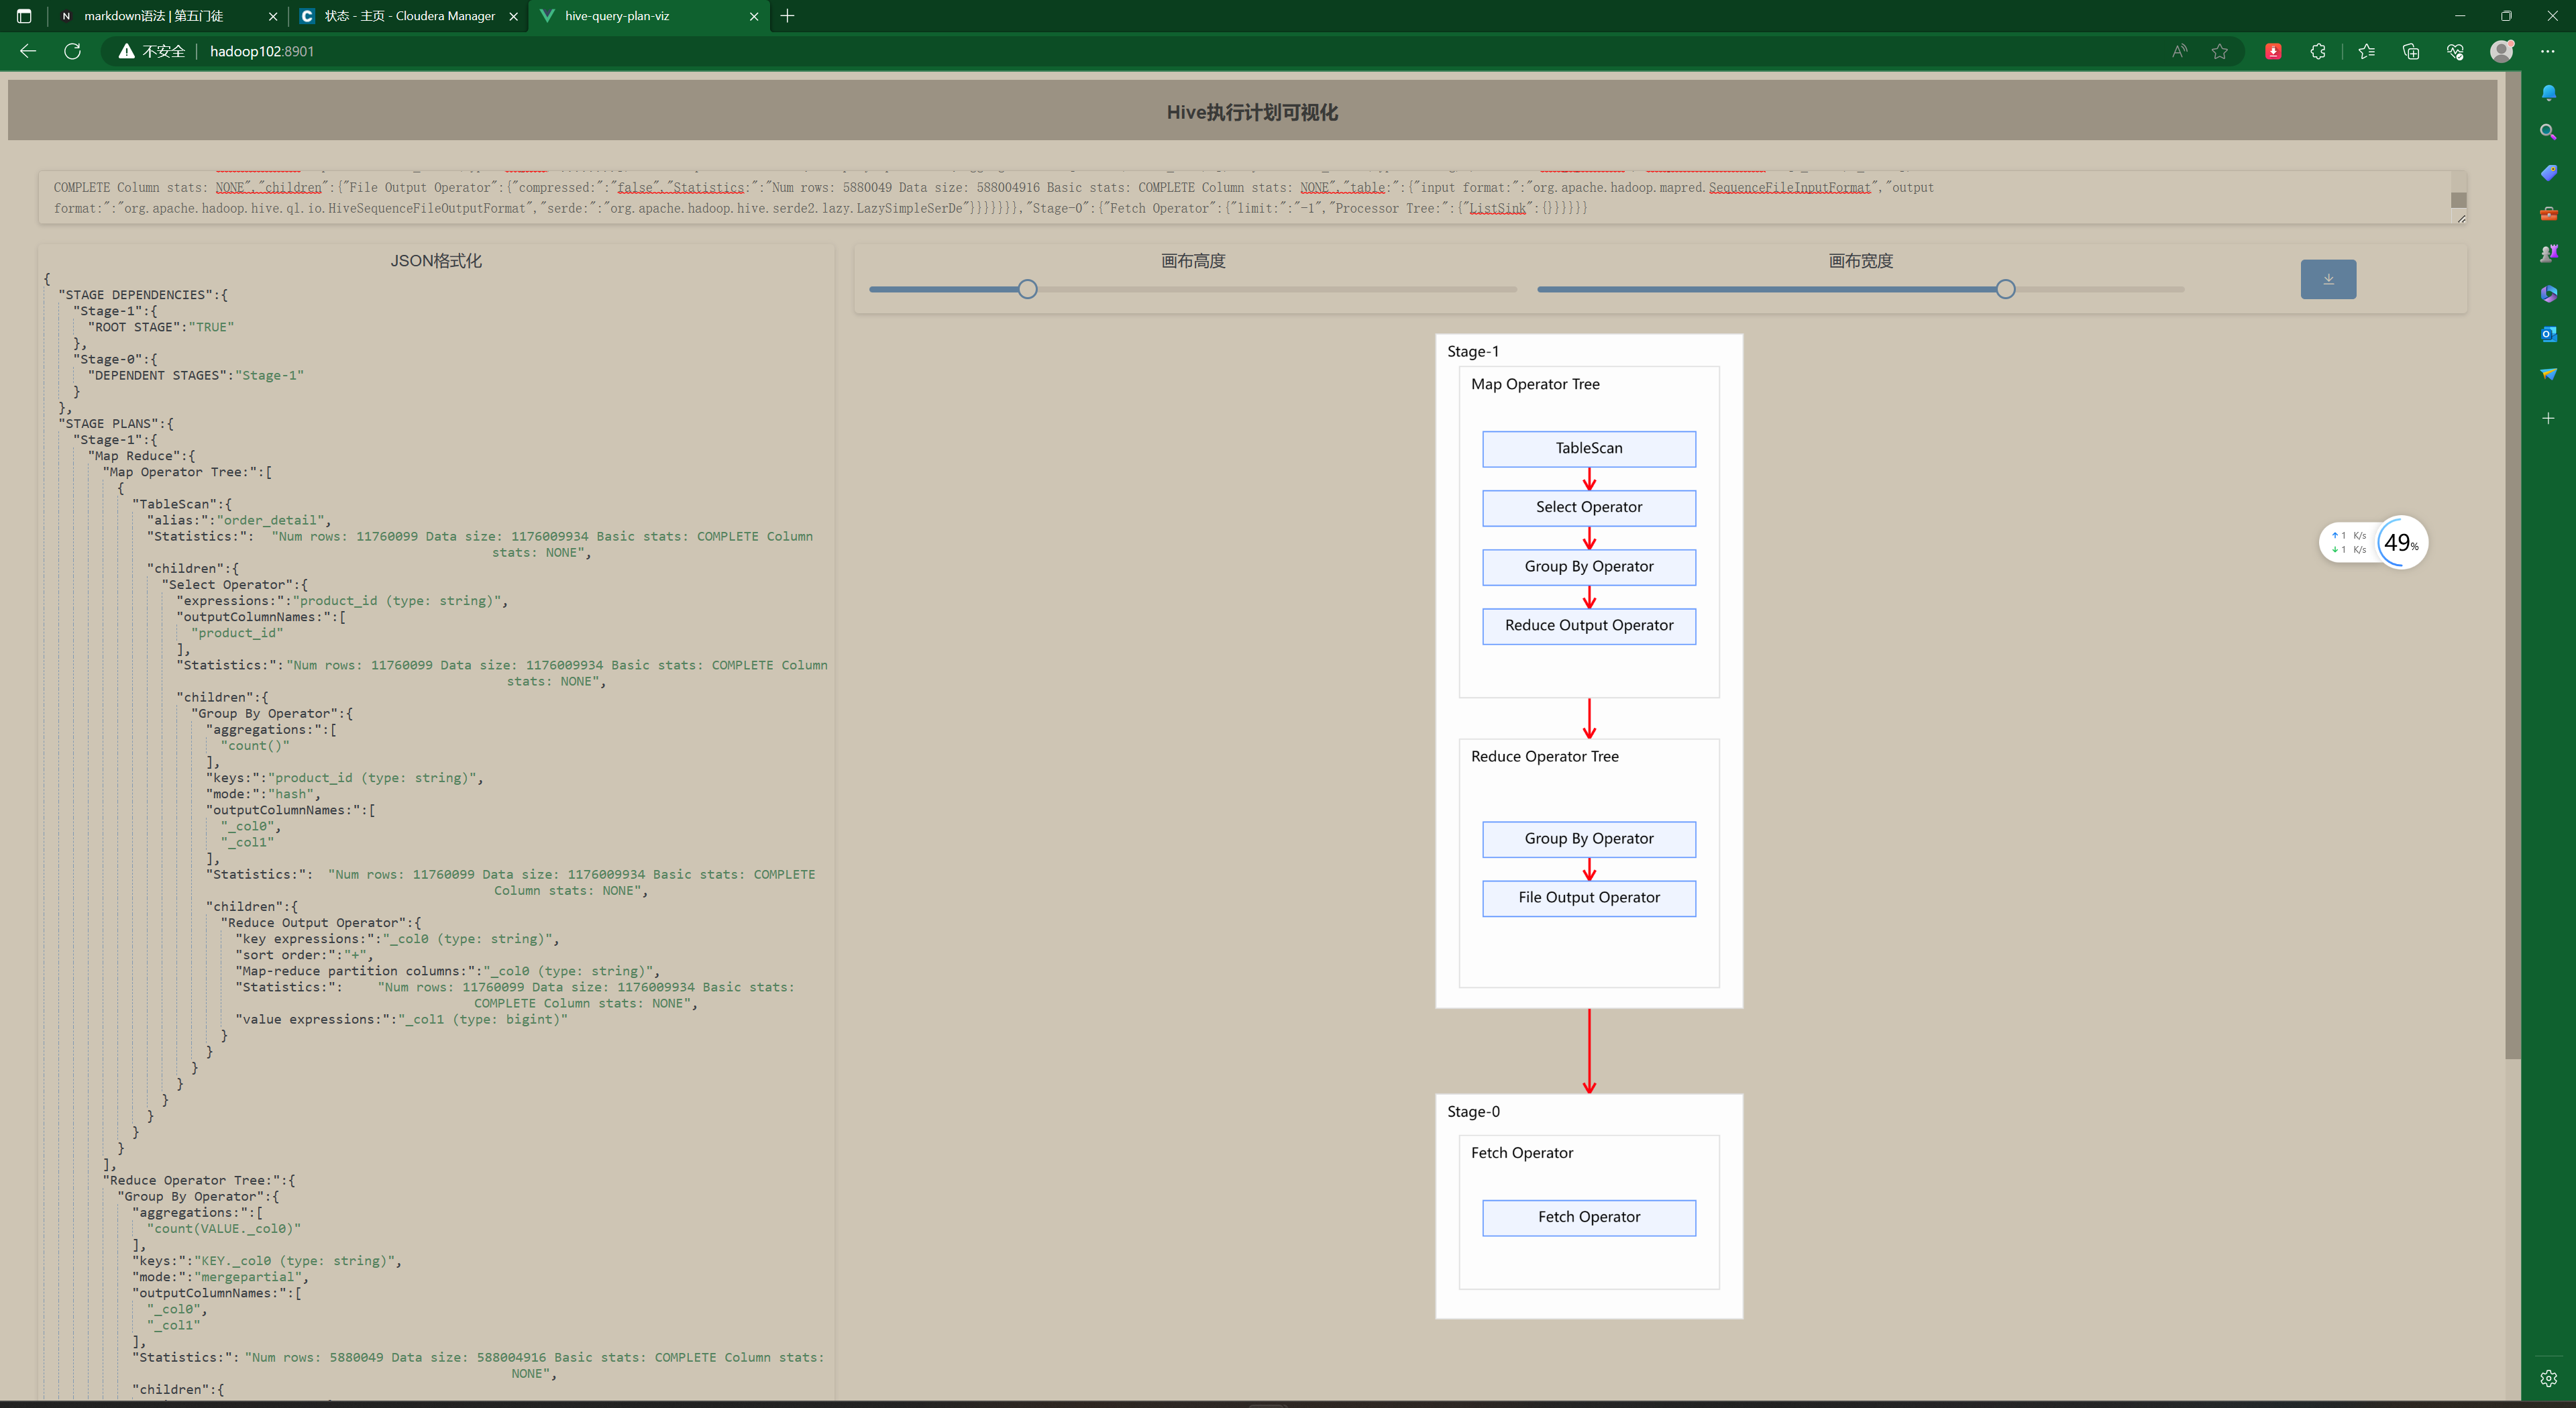 markdown语法 | 第五门徒
状态 - 主页 - Cloudera Manager
hive-query-plan-viz
不安全
hadoop102:8901
Hive执行计划可视化
COMPLETE Column stats: NONE","children":{"File Output Operator":{"compressed:":"false","Statistics:":"Num rows: 5880049 Data size: 588004916 Basic stats: COMPLETE Column stats: NONE","table:":{"input format:":"org.apache.hadoop.mapred.SequenceFileInputFormat","output
format:":"org.apache.hadoop.hive.ql.io.HiveSequenceFileOutputFormat","serde:":"org.apache.hadoop.hive.serde2.lazy.LazySimpleSerDe"}}}}}}},"Stage-0":{"Fetch Operator":{"limit:":"-1","Processor Tree:":{"ListSink":{}}}}}}
JSON格式化
{
"STAGE DEPENDENCIES":{
"Stage-1":{
"ROOT STAGE":"TRUE"
},
"Stage-0":{
"DEPENDENT STAGES":"Stage-1"
}
},
"STAGE PLANS":{
"Stage-1":{
"Map Reduce":{
"Map Operator Tree:":[
{
"TableScan":{
"alias:":"order_detail",
"Statistics:": "Num rows: 11760099 Data size: 1176009934 Basic stats: COMPLETE Column
stats: NONE",
"children":{
"Select Operator":{
"expressions:":"product_id (type: string)",
"outputColumnNames:":[
"product_id"
],
"Statistics:":"Num rows: 11760099 Data size: 1176009934 Basic stats: COMPLETE Column
stats: NONE",
"children":{
"Group By Operator":{
"aggregations:":[
"count()"
],
"keys:":"product_id (type: string)",
"mode:":"hash",
"outputColumnNames:":[
"_col0",
"_col1"
],
"Statistics:": "Num rows: 11760099 Data size: 1176009934 Basic stats: COMPLETE
Column stats: NONE",
"children":{
"Reduce Output Operator":{
"key expressions:":"_col0 (type: string)",
"sort order:":"+",
"Map-reduce partition columns:":"_col0 (type: string)",
"Statistics:": "Num rows: 11760099 Data size: 1176009934 Basic stats:
COMPLETE Column stats: NONE",
"value expressions:":"_col1 (type: bigint)"
}
}
}
}
}
}
}
}
],
"Reduce Operator Tree:":{
"Group By Operator":{
"aggregations:":[
"count(VALUE._col0)"
],
"keys:":"KEY._col0 (type: string)",
"mode:":"mergepartial",
"outputColumnNames:":[
"_col0",
"_col1"
],
"Statistics:": "Num rows: 5880049 Data size: 588004916 Basic stats: COMPLETE Column stats:
NONE",
"children":{
画布高度
画布宽度
Stage-1
Map Operator Tree
TableScan
Select Operator
Group By Operator
Reduce Output Operator
Reduce Operator Tree
Group By Operator
File Output Operator
Stage-0
Fetch Operator
Fetch Operator
↑ 1 K/s
↓ 1 K/s
49%